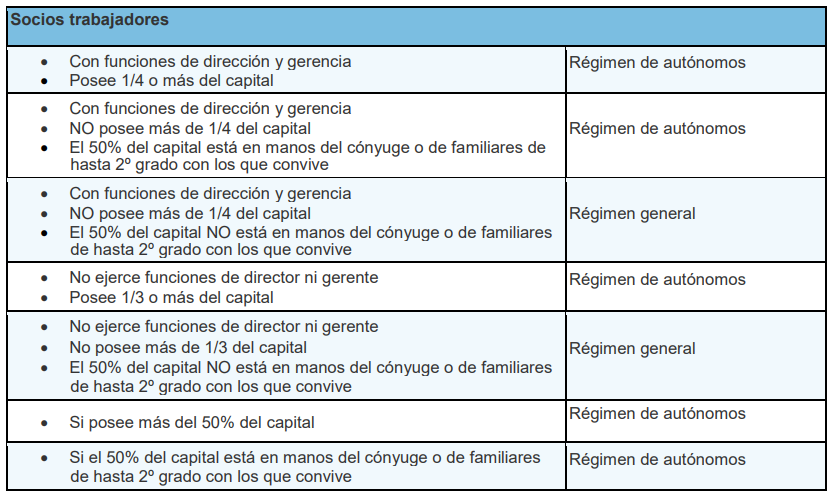 Socios trabajadores
• Con funciones de dirección y gerencia
• Posee 1/4 o más del capital
Régimen de autónomos
• Con funciones de dirección y gerencia
• NO posee más de 1/4 del capital
• El 50% del capital está en manos del cónyuge o de familiares de
hasta 2º grado con los que convive
Régimen de autónomos
• Con funciones de dirección y gerencia
• NO posee más de 1/4 del capital
• El 50% del capital NO está en manos del cónyuge o de familiares
de hasta 2º grado con los que convive
Régimen general
• No ejerce funciones de director ni gerente
• Posee 1/3 o más del capital
Régimen de autónomos
• No ejerce funciones de director ni gerente
• No posee más de 1/3 del capital
• El 50% del capital NO está en manos del cónyuge o de familiares
de hasta 2º grado con los que convive
Régimen general
• Si posee más del 50% del capital
Régimen de autónomos
• Si el 50% del capital está en manos del cónyuge o de familiares
de hasta 2º grado con los que convive
Régimen de autónomos